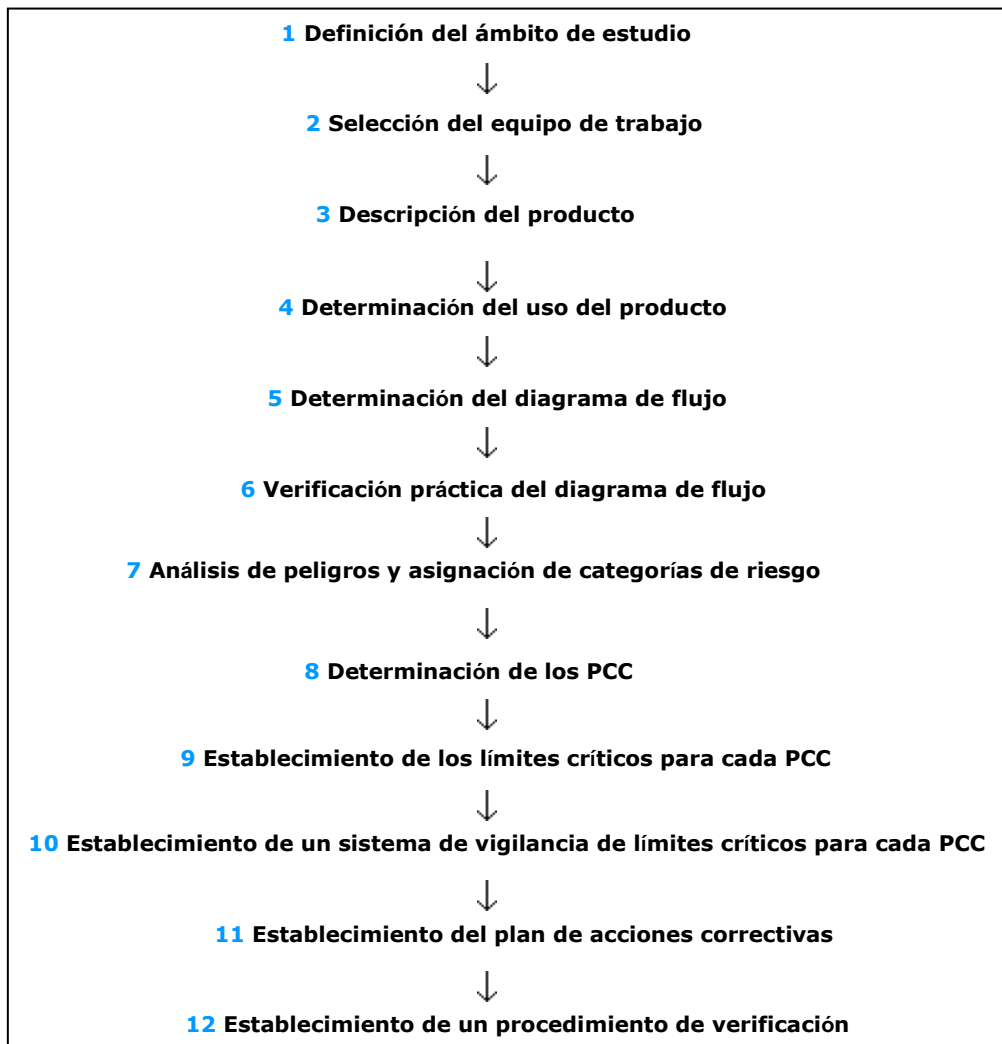 1 Definición del ámbito de estudio
2 Selección del equipo de trabajo
3 Descripción del producto
4 Determinación del uso del producto
5 Determinación del diagrama de flujo
6 Verificación práctica del diagrama de flujo
7 Análisis de peligros y asignación de categorías de riesgo
8 Determinación de los PCC
9 Establecimiento de los límites críticos para cada PCC
10 Establecimiento de un sistema de vigilancia de límites críticos para cada PCC
11 Establecimiento del plan de acciones correctivas
12 Establecimiento de un procedimiento de verificación